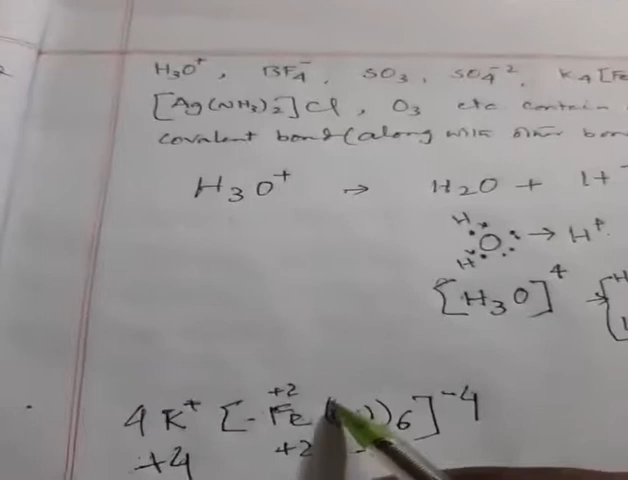 2
H3O+, BF4-, SO3, SO4-2, K4[Fe
[Ag(NH3)2]Cl, O3 etc contain
covalent bond (along with other bon
H3O+ → H2O + H+
H
O → H+
H
[H3O]+ → [H
4K+ [Fe )6]-4
+2
+4 +2